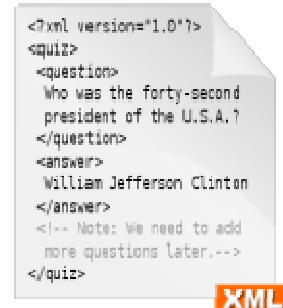 <?xml version="1.0"?>
<quiz>
<question>
Who was the forty-second
president of the U.S.A.?
</question>
<answer>
William Jefferson Clinton
</answer>
<!-- Note: We need to add
more questions later.-->
</quiz>
XML